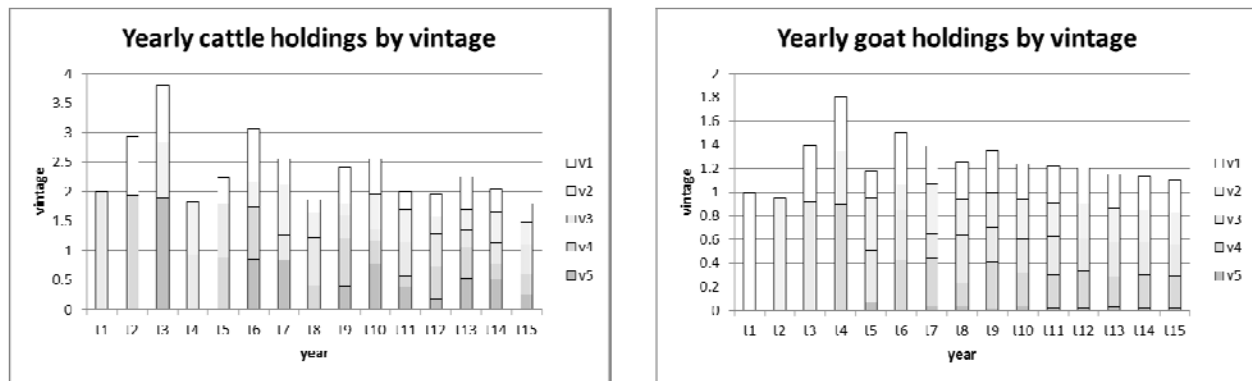 Yearly cattle holdings by vintage
4
3.5
3
2.5
2
1.5
1
0.5
0
vintage
t1 t2 t3 t4 t5 t6 t7 t8 t9 t10 t11 t12 t13 t14 t15
year
v1
v2
v3
v4
v5
Yearly goat holdings by vintage
2
1.8
1.6
1.4
1.2
1
0.8
0.6
0.4
0.2
0
vintage
t1 t2 t3 t4 t5 t6 t7 t8 t9 t10 t11 t12 t13 t14 t15
year
v1
v2
v3
v4
v5